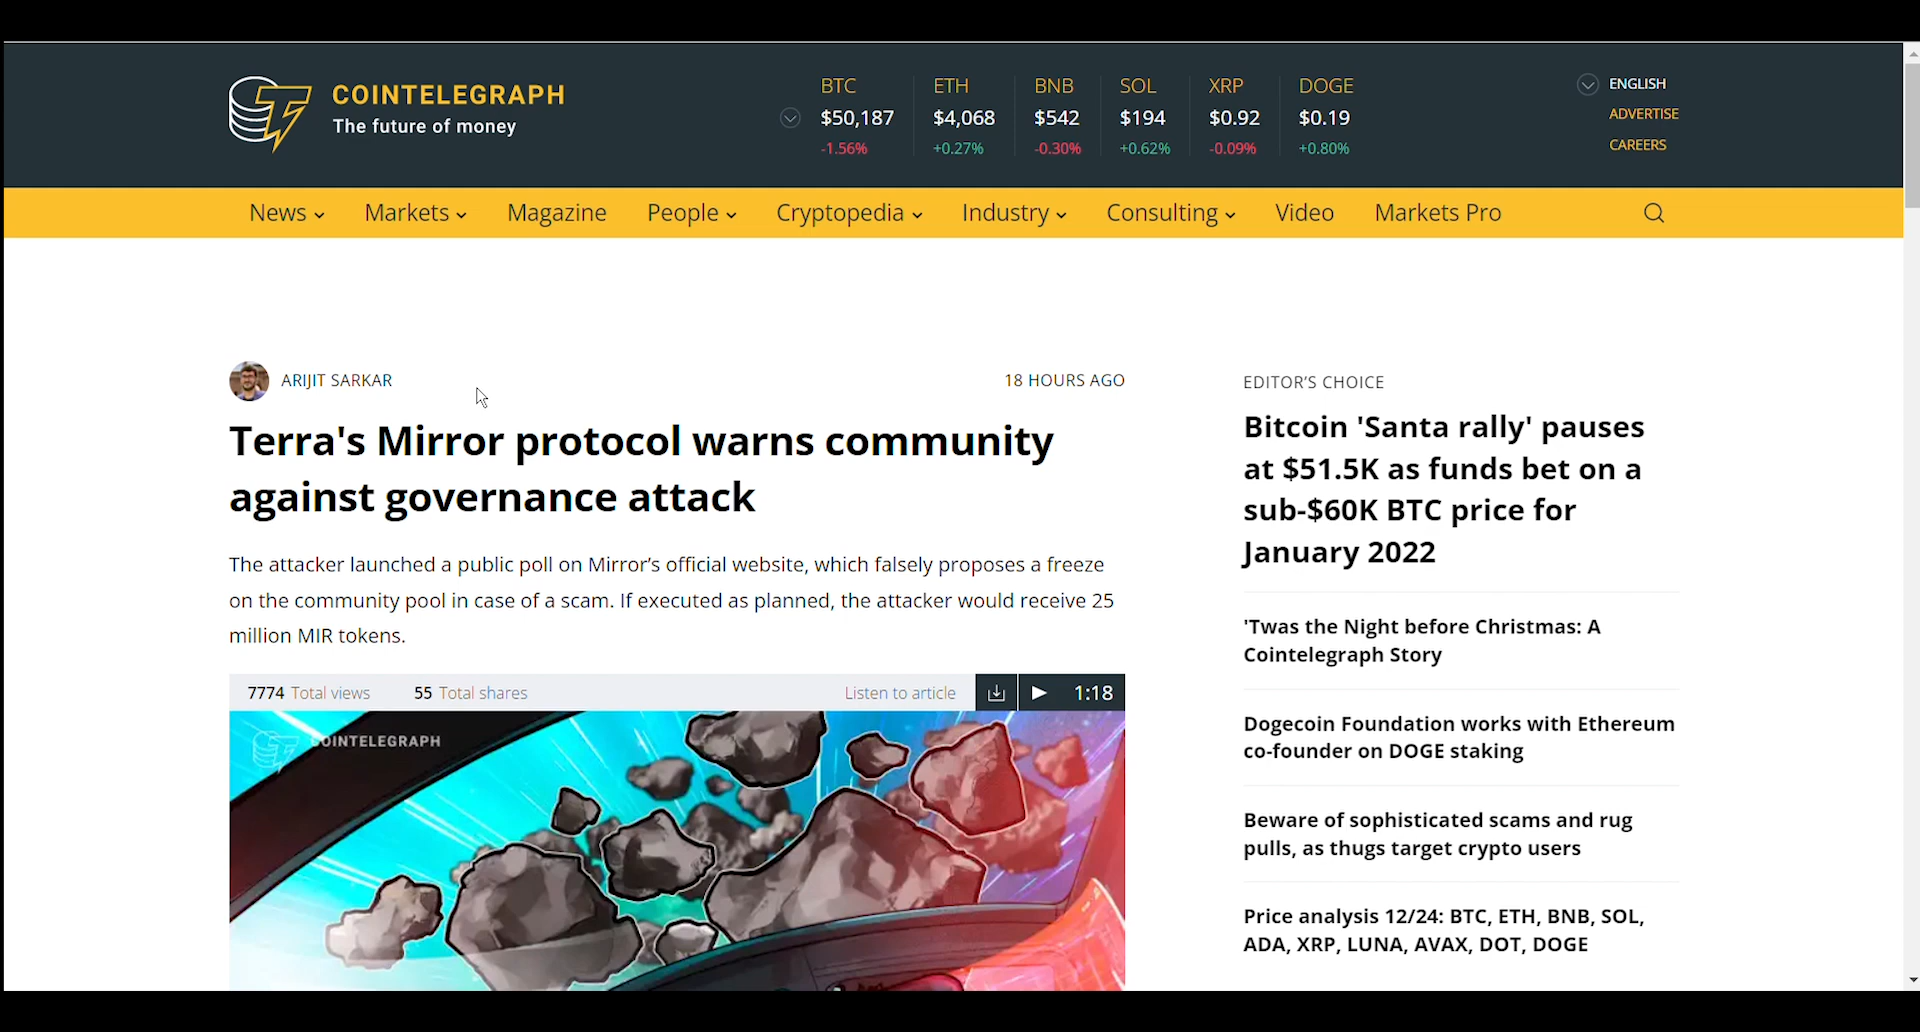 COINTELEGRAPH
The future of money
BTC ETH BNB SOL XRP DOGE
$50,187 $4,068 $542 $194 $0.92 $0.19
-1.56% +0.27% -0.30% +0.62% -0.09% +0.80%
ENGLISH
ADVERTISE
CAREERS
News Markets Magazine People Cryptopedia Industry Consulting Video Markets Pro
ARIJIT SARKAR
18 HOURS AGO
Terra's Mirror protocol warns community
against governance attack
The attacker launched a public poll on Mirror’s official website, which falsely proposes a freeze
on the community pool in case of a scam. If executed as planned, the attacker would receive 25
million MIR tokens.
7774 Total views 55 Total shares Listen to article 1:18
COINTELEGRAPH
EDITOR’S CHOICE
Bitcoin 'Santa rally' pauses
at $51.5K as funds bet on a
sub-$60K BTC price for
January 2022
'Twas the Night before Christmas: A
Cointelegraph Story
Dogecoin Foundation works with Ethereum
co-founder on DOGE staking
Beware of sophisticated scams and rug
pulls, as thugs target crypto users
Price analysis 12/24: BTC, ETH, BNB, SOL,
ADA, XRP, LUNA, AVAX, DOT, DOGE